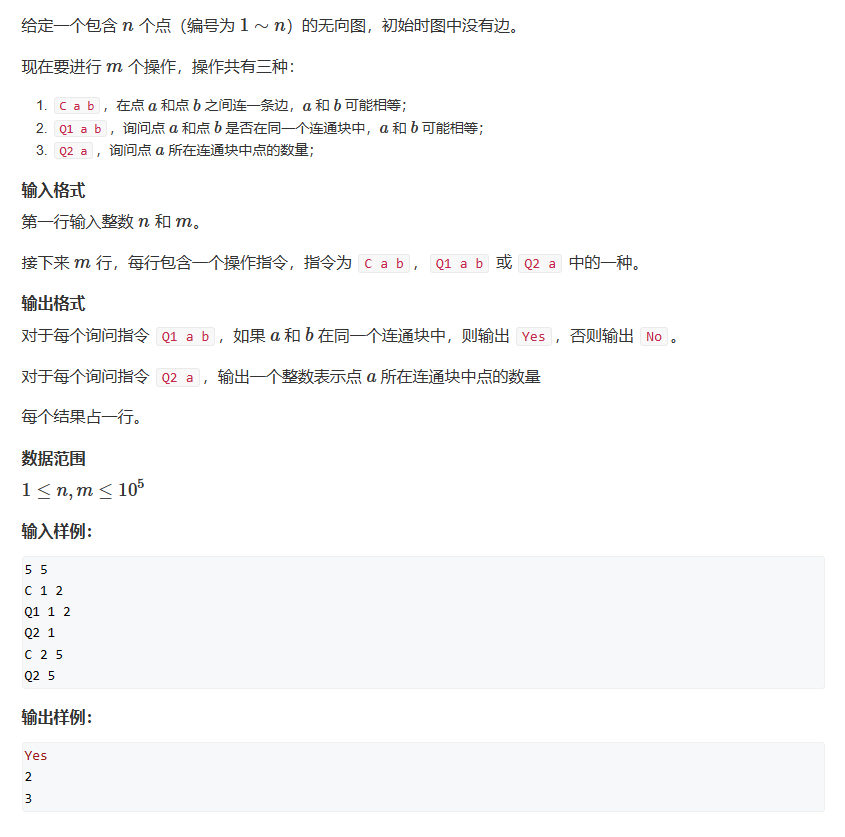 给定一个包含 n 个点（编号为 1 ∼ n）的无向图，初始时图中没有边。
现在要进行 m 个操作，操作共有三种：
1. C a b ，在点 a 和点 b 之间连一条边，a 和 b 可能相等；
2. Q1 a b ，询问点 a 和点 b 是否在同一个连通块中，a 和 b 可能相等；
3. Q2 a ，询问点 a 所在连通块中点的数量；
输入格式
第一行输入整数 n 和 m。
接下来 m 行，每行包含一个操作指令，指令为 C a b ， Q1 a b 或 Q2 a 中的一种。
输出格式
对于每个询问指令 Q1 a b ，如果 a 和 b 在同一个连通块中，则输出 Yes ，否则输出 No 。
对于每个询问指令 Q2 a ，输出一个整数表示点 a 所在连通块中点的数量
每个结果占一行。
数据范围
1 ≤ n, m ≤ 10⁵
输入样例：
5 5
C 1 2
Q1 1 2
Q2 1
C 2 5
Q2 5
输出样例：
Yes
2
3